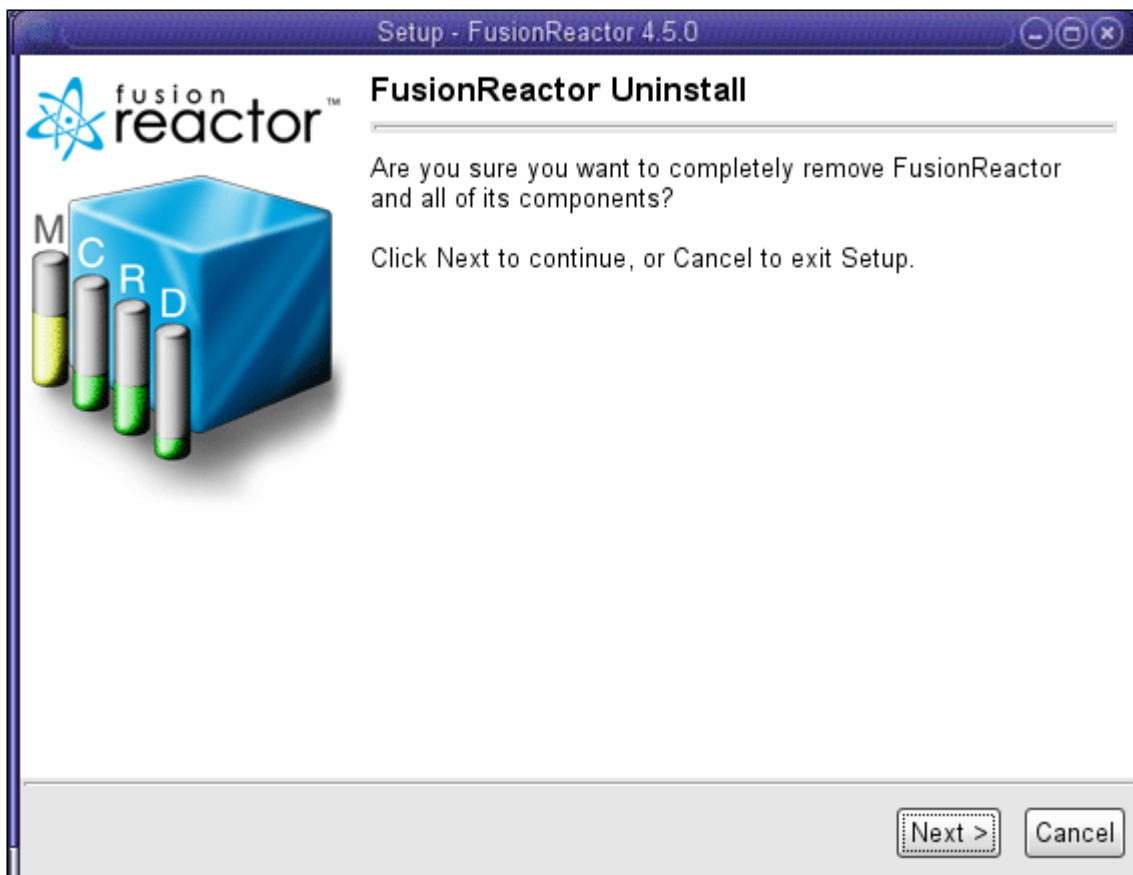 Setup - FusionReactor 4.5.0
fusion
reactor™
FusionReactor Uninstall
Are you sure you want to completely remove FusionReactor
and all of its components?
Click Next to continue, or Cancel to exit Setup.
M
C
R
D
Next >
Cancel